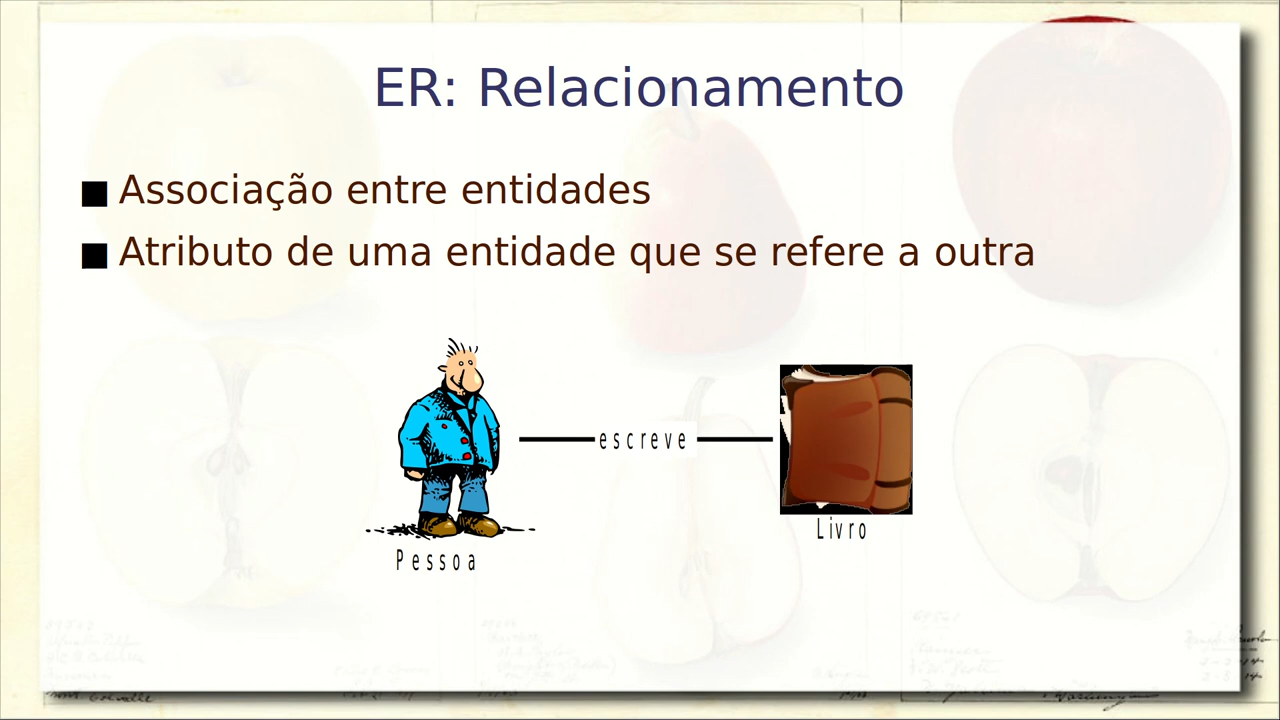 ER: Relacionamento
Associação entre entidades
Atributo de uma entidade que se refere a outra
escreve
Livro
Pessoa